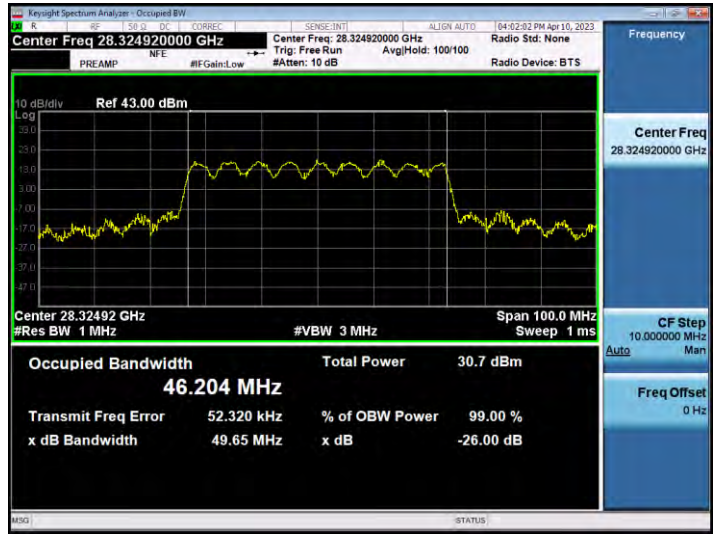 Keysight Spectrum Analyzer - Occupied BW
R RF 50 Ω DC CORREC SENSE:INT ALIGN AUTO 04:02:02 PM Apr 10, 2023
Center Freq 28.324920000 GHz
NFE
PREAMP #IFGain:Low
Center Freq: 28.324920000 GHz
Trig: Free Run Avg|Hold: 100/100
#Atten: 10 dB
Radio Std: None
Radio Device: BTS
10 dB/div Ref 43.00 dBm
Log
33.0
23.0
13.0
3.00
-7.00
-17.0
-27.0
-37.0
-47.0
Center 28.32492 GHz Span 100.0 MHz
#Res BW 1 MHz #VBW 3 MHz Sweep 1 ms
Occupied Bandwidth Total Power 30.7 dBm
46.204 MHz
Transmit Freq Error 52.320 kHz % of OBW Power 99.00 %
x dB Bandwidth 49.65 MHz x dB -26.00 dB
Frequency
Center Freq
28.324920000 GHz
CF Step
10.000000 MHz
Auto Man
Freq Offset
0 Hz
MSG STATUS